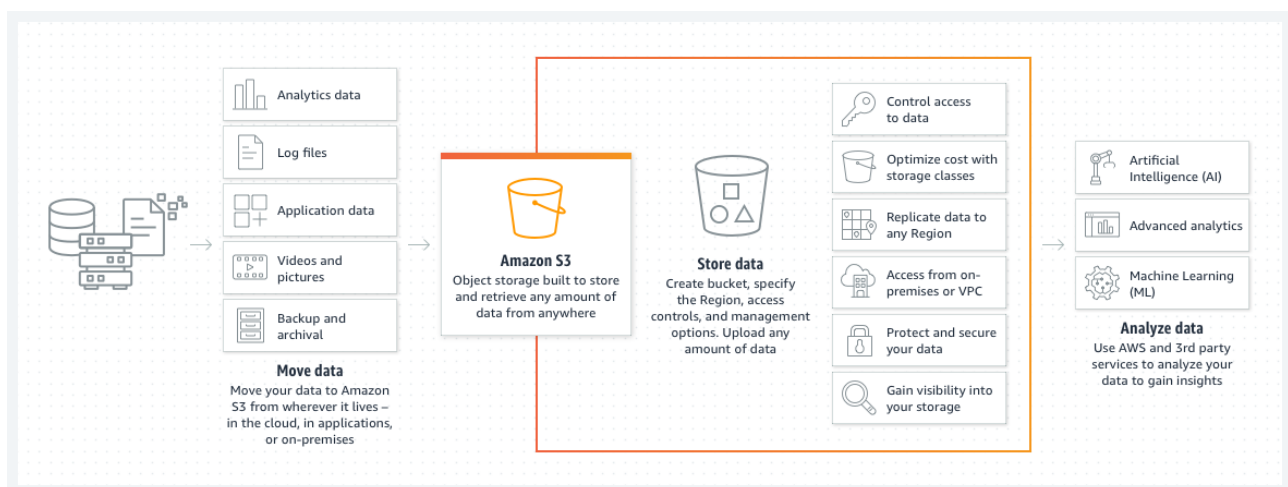 Analytics data
Log files
Application data
Videos and
pictures
Backup and
archival
Move data
Move your data to Amazon
S3 from wherever it lives –
in the cloud, in applications,
or on-premises
Amazon S3
Object storage built to store
and retrieve any amount of
data from anywhere
Store data
Create bucket, specify
the Region, access
controls, and management
options. Upload any
amount of data
Control access
to data
Optimize cost with
storage classes
Replicate data to
any Region
Access from on-
premises or VPC
Protect and secure
your data
Gain visibility into
your storage
Artificial
Intelligence (AI)
Advanced analytics
Machine Learning
(ML)
Analyze data
Use AWS and 3rd party
services to analyze your
data to gain insights